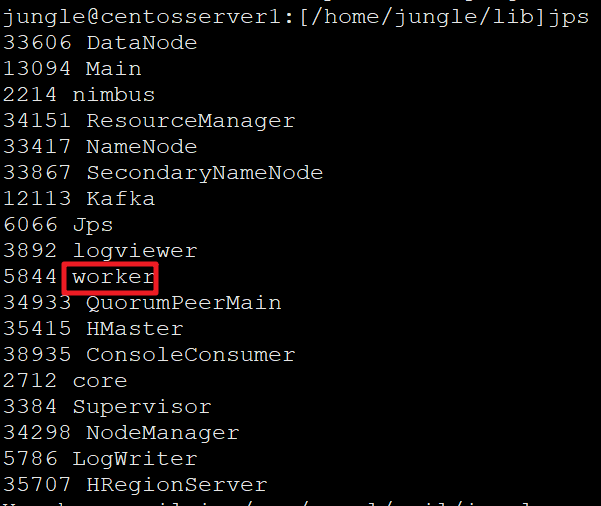 jungle@centosserver1:[/home/jungle/lib]jps
33606 DataNode
13094 Main
2214 nimbus
34151 ResourceManager
33417 NameNode
33867 SecondaryNameNode
12113 Kafka
6066 Jps
3892 logviewer
5844 worker
34933 QuorumPeerMain
35415 HMaster
38935 ConsoleConsumer
2712 core
3384 Supervisor
34298 NodeManager
5786 LogWriter
35707 HRegionServer